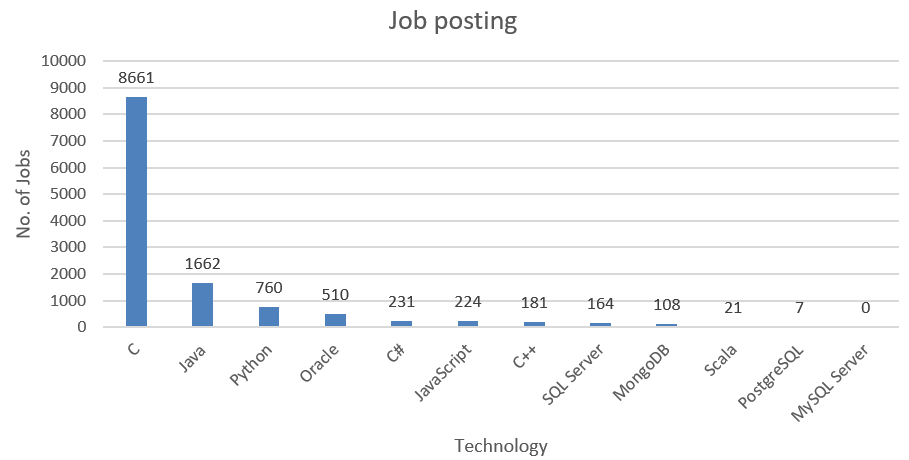 Job posting
No. of Jobs
10000
9000
8000
7000
6000
5000
4000
3000
2000
1000
0
8661
1662
760
510
231
224
181
164
108
21
7
0
C
Java
Python
Oracle
C#
JavaScript
C++
SQL Server
MongoDB
Scala
PostgreSQL
MySQL Server
Technology